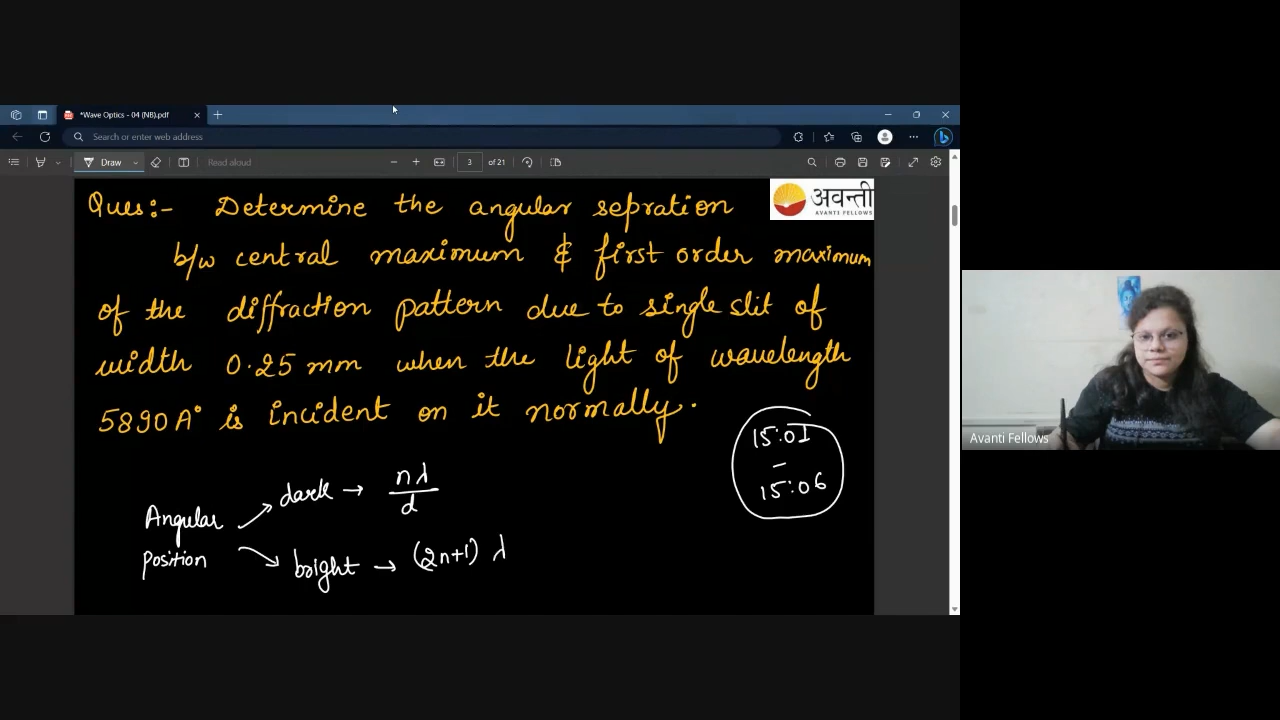 *Wave Optics - 04 (NB).pdf
Search or enter web address
Draw
Read aloud
3
of 21
Ques:- Determine the angular sepration
b/w central maximum & first order maximum
of the diffraction pattern due to single slit of
width 0.25 mm when the light of wavelength
5890 A° is incident on it normally.
अवन्ती
AVANTI FELLOWS
15:01
–
15:06
Angular
position
dark → nλ/d
bright → (2n+1) λ
Avanti Fellows